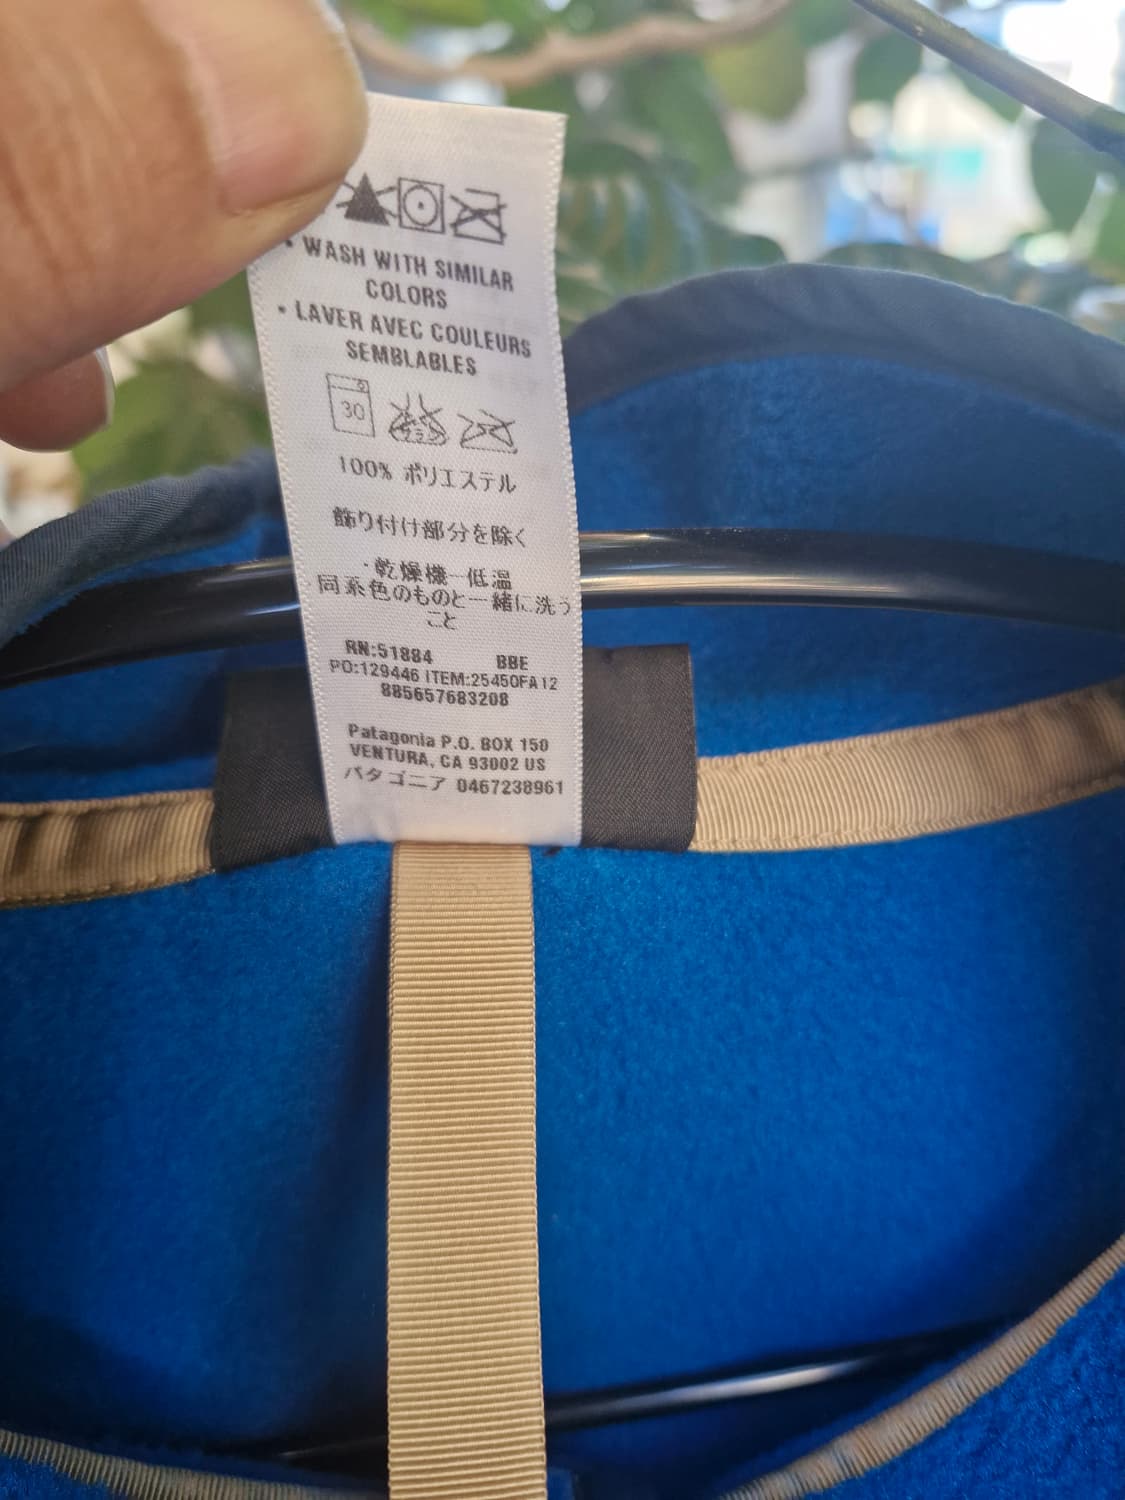 • WASH WITH SIMILAR
COLORS
• LAVER AVEC COULEURS
SEMBLABLES
30
100% ポリエステル
飾り付け部分を除く
・乾燥機ー低温
同系色のものと一緒に洗う
こと
RN:51884 BBE
PO:129446 ITEM:25450FA12
885657683208
Patagonia P.O. BOX 150
VENTURA, CA 93002 US
パタゴニア 0467238961